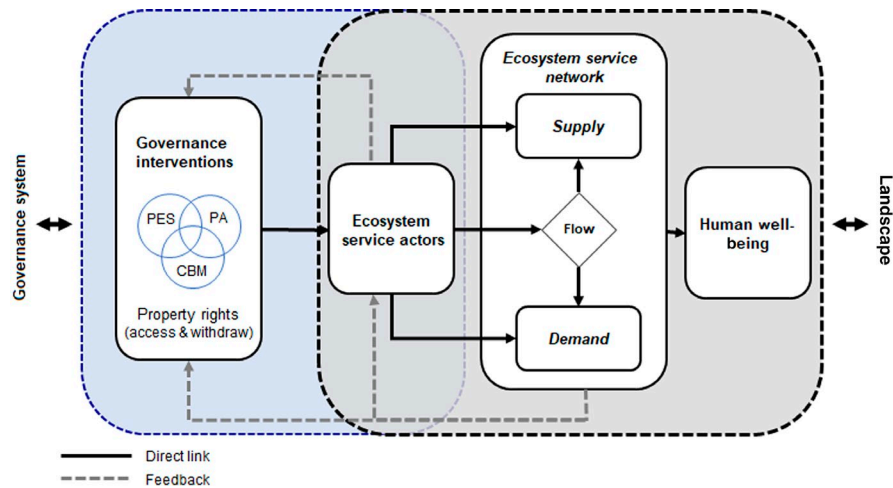 Governance system
Governance
interventions
PES
PA
CBM
Property rights
(access & withdraw)
Ecosystem
service actors
Ecosystem service
network
Supply
Flow
Demand
Human well-
being
Landscape
Direct link
Feedback